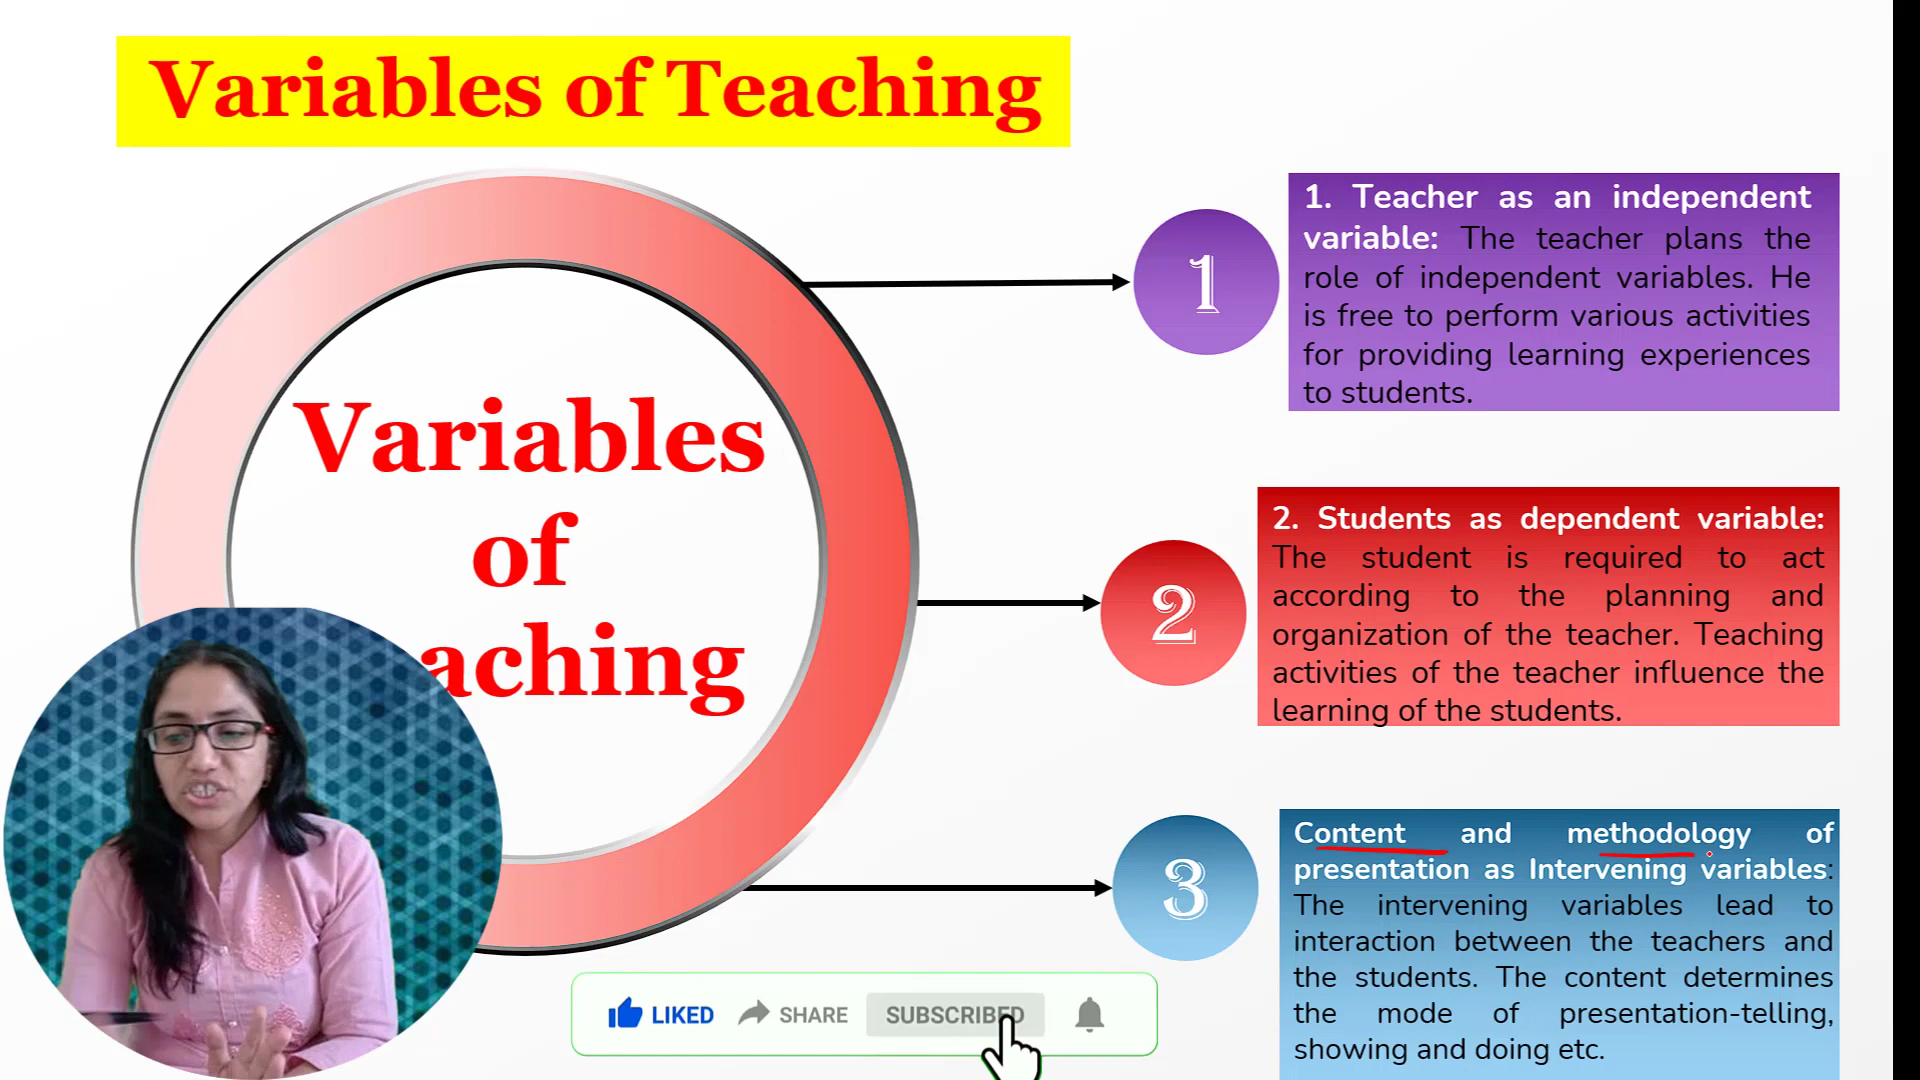 Variables of Teaching
1. Teacher as an independent
variable: The teacher plans the
role of independent variables. He
is free to perform various activities
for providing learning experiences
to students.
1
Variables
of
aching
2. Students as dependent variable:
The student is required to act
according to the planning and
organization of the teacher. Teaching
activities of the teacher influence the
learning of the students.
2
Content and methodology of
presentation as Intervening variables:
The intervening variables lead to
interaction between the teachers and
the students. The content determines
the mode of presentation-telling,
showing and doing etc.
3
LIKED SHARE SUBSCRIBED